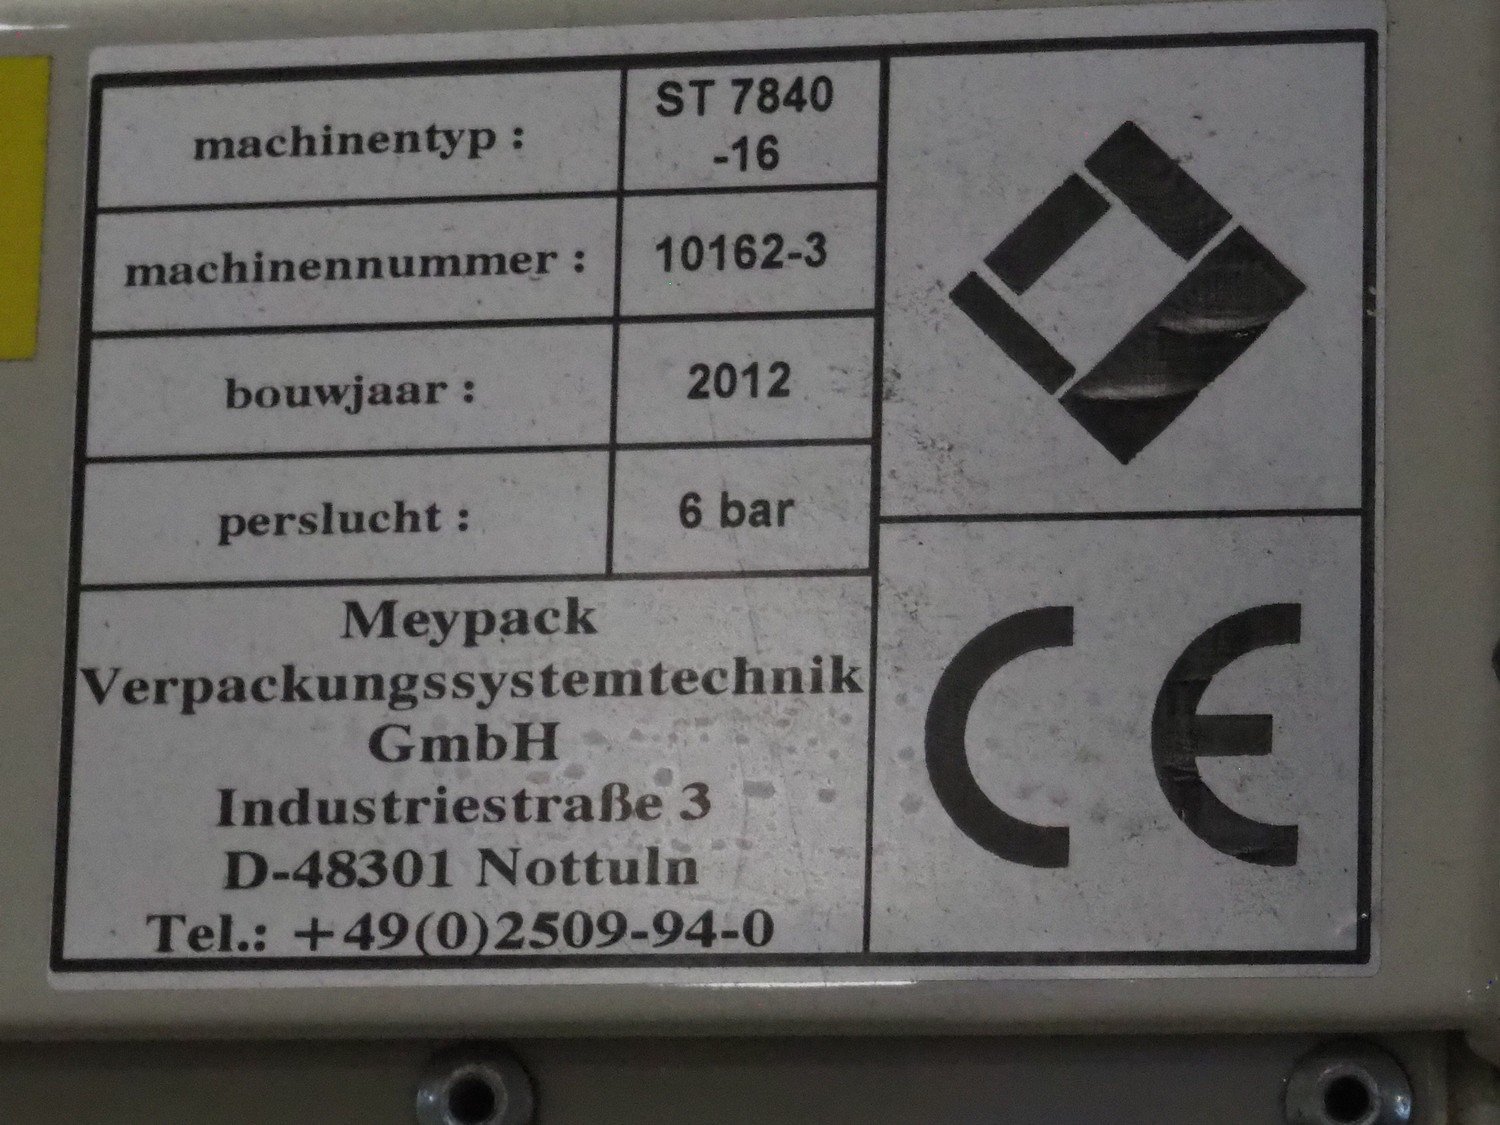 machinentyp : ST 7840
-16
machinennummer : 10162-3
bouwjaar : 2012
perslucht : 6 bar
Meypack
Verpackungssystemtechnik
GmbH
Industriestraße 3
D-48301 Nottuln
Tel.: +49(0)2509-94-0
CE